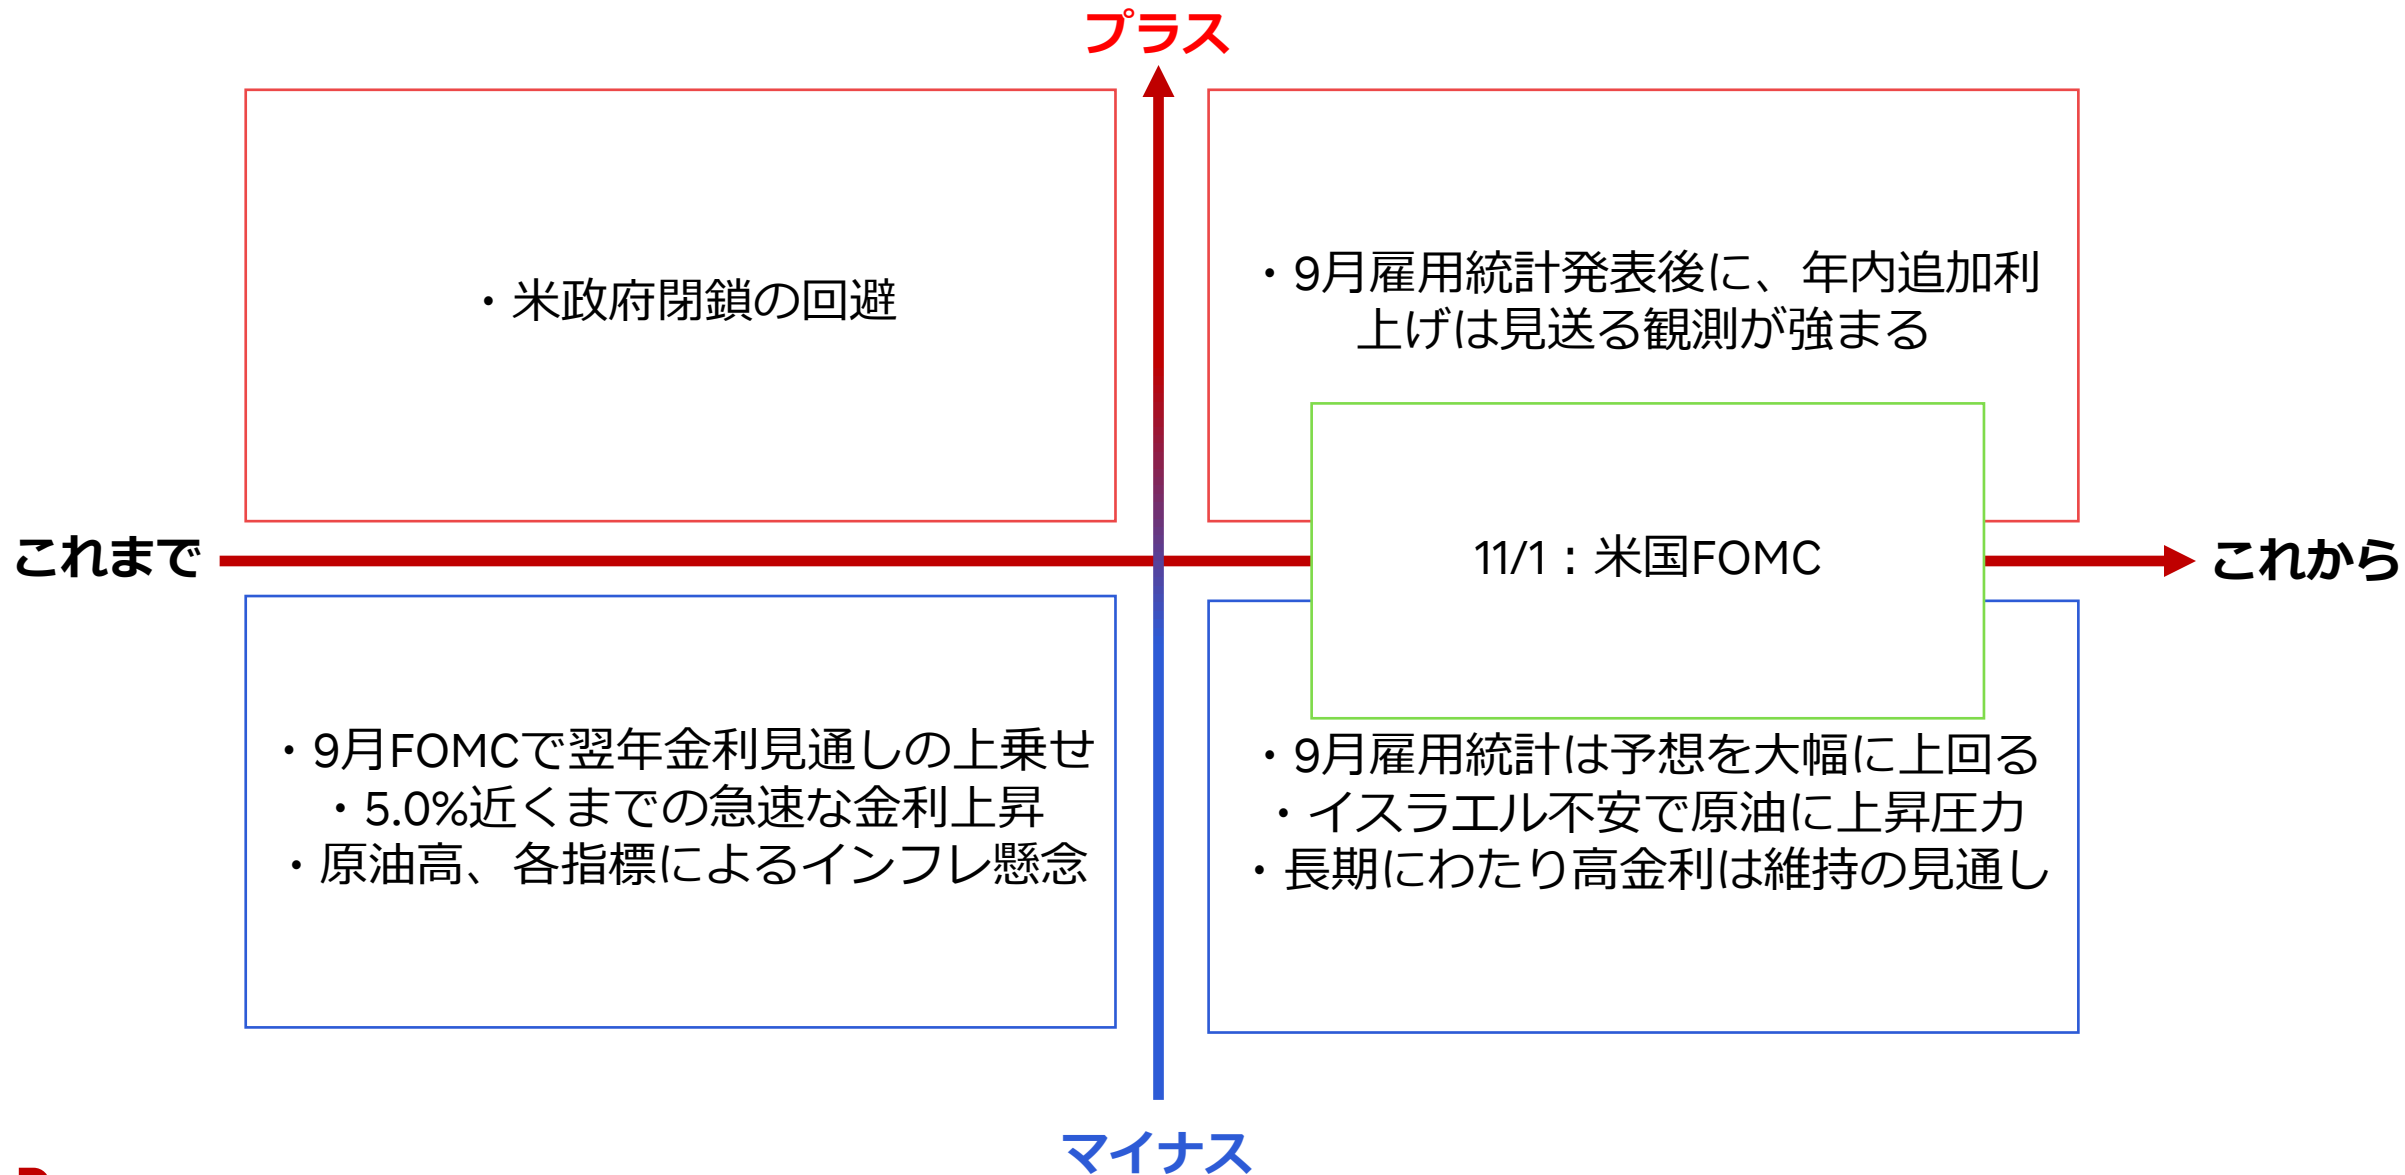 プラス
・米政府閉鎖の回避
・9月雇用統計発表後に、年内追加利
上げは見送る観測が強まる
これまで
11/1：米国FOMC
これから
・9月FOMCで翌年金利見通しの上乗せ
・5.0%近くまでの急速な金利上昇
・原油高、各指標によるインフレ懸念
・9月雇用統計は予想を大幅に上回る
・イスラエル不安で原油に上昇圧力
・長期にわたり高金利は維持の見通し
マイナス